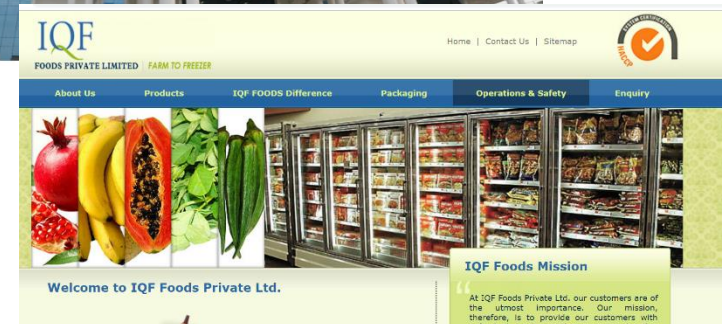 IQF
FOODS PRIVATE LIMITED | FARM TO FREEZER
Home | Contact Us | Sitemap
SYSTEM CERTIFICATION
HACCP
About Us Products IQF FOODS Difference Packaging Operations & Safety Enquiry
IQF Foods Mission
Welcome to IQF Foods Private Ltd.
“
At IQF Foods Private Ltd. our customers are of
the utmost importance. Our mission,
therefore, is to provide our customers with